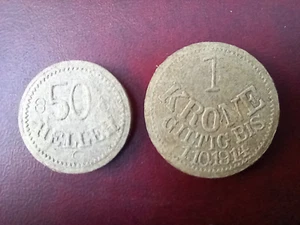 50
HELLER
1
KRONE
GILTIG BIS
1.10.1914